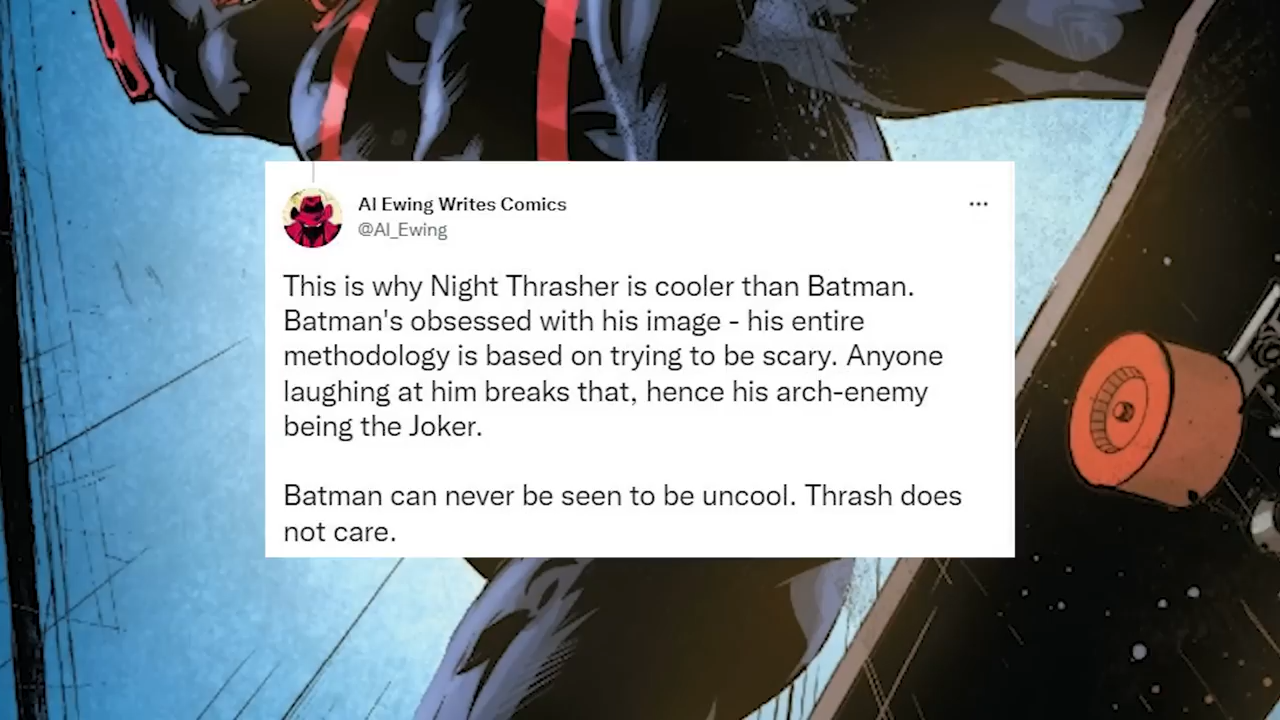 Al Ewing Writes Comics
@Al_Ewing
This is why Night Thrasher is cooler than Batman.
Batman's obsessed with his image - his entire
methodology is based on trying to be scary. Anyone
laughing at him breaks that, hence his arch-enemy
being the Joker.
Batman can never be seen to be uncool. Thrash does
not care.